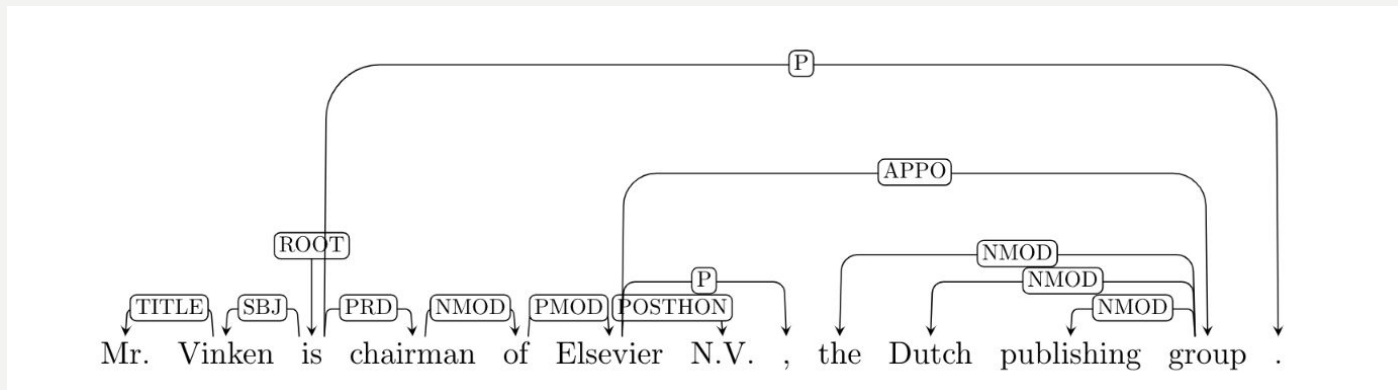 P
APPO
ROOT
NMOD
NMOD
P
TITLE SBJ PRD NMOD PMOD POSTHON NMOD
Mr. Vinken is chairman of Elsevier N.V. , the Dutch publishing group .